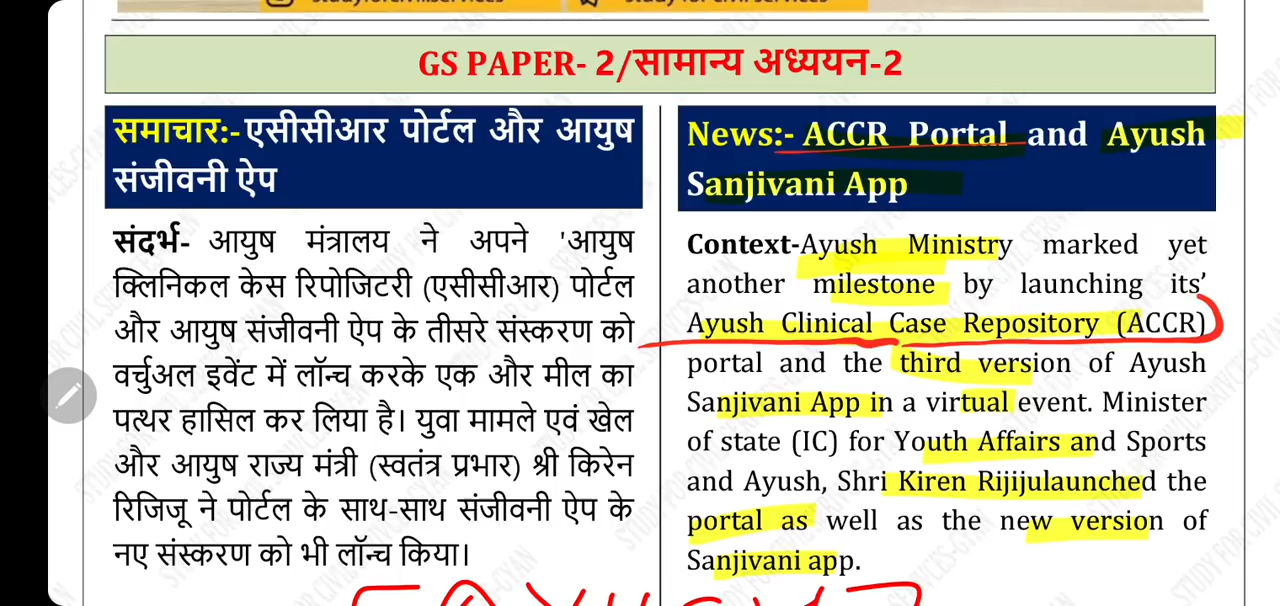 GS PAPER- 2/सामान्य अध्ययन-2
समाचार:- एसीसीआर पोर्टल और आयुष
संजीवनी ऐप
संदर्भ- आयुष मंत्रालय ने अपने 'आयुष
क्लिनिकल केस रिपोजिटरी (एसीसीआर) पोर्टल
और आयुष संजीवनी ऐप के तीसरे संस्करण को
वर्चुअल इवेंट में लॉन्च करके एक और मील का
पत्थर हासिल कर लिया है। युवा मामले एवं खेल
और आयुष राज्य मंत्री (स्वतंत्र प्रभार) श्री किरेन
रिजिजू ने पोर्टल के साथ-साथ संजीवनी ऐप के
नए संस्करण को भी लॉन्च किया।
News:- ACCR Portal and Ayush
Sanjivani App
Context-Ayush Ministry marked yet
another milestone by launching its'
Ayush Clinical Case Repository (ACCR)
portal and the third version of Ayush
Sanjivani App in a virtual event. Minister
of state (IC) for Youth Affairs and Sports
and Ayush, Shri Kiren Rijijulaunched the
portal as well as the new version of
Sanjivani app.